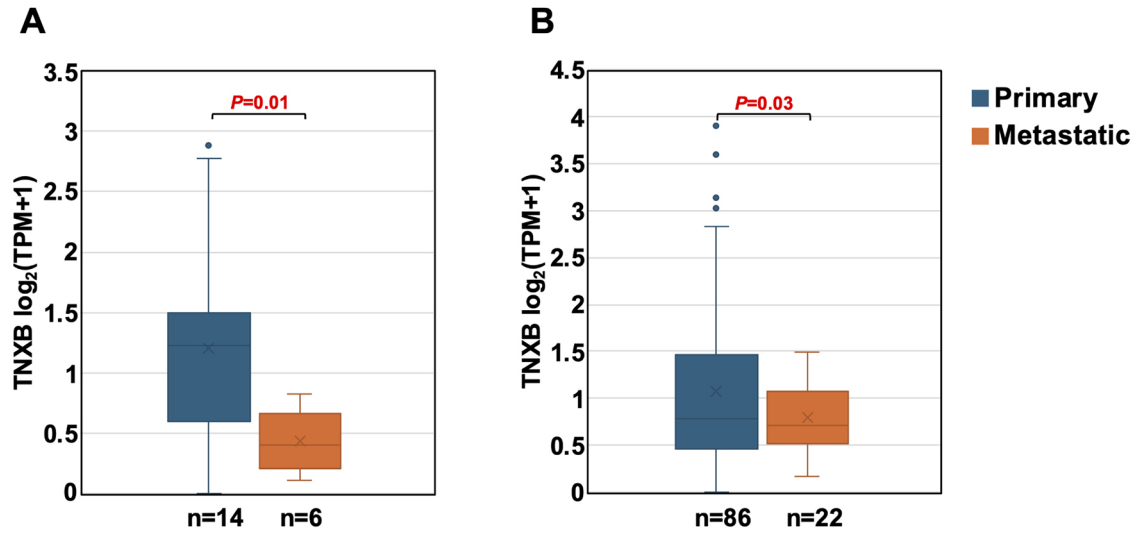 A
TNXB log₂(TPM+1)
3.5
3
2.5
2
1.5
1
0.5
0
P=0.01
n=14 n=6
B
TNXB log₂(TPM+1)
4.5
4
3.5
3
2.5
2
1.5
1
0.5
0
P=0.03
n=86 n=22
Primary
Metastatic